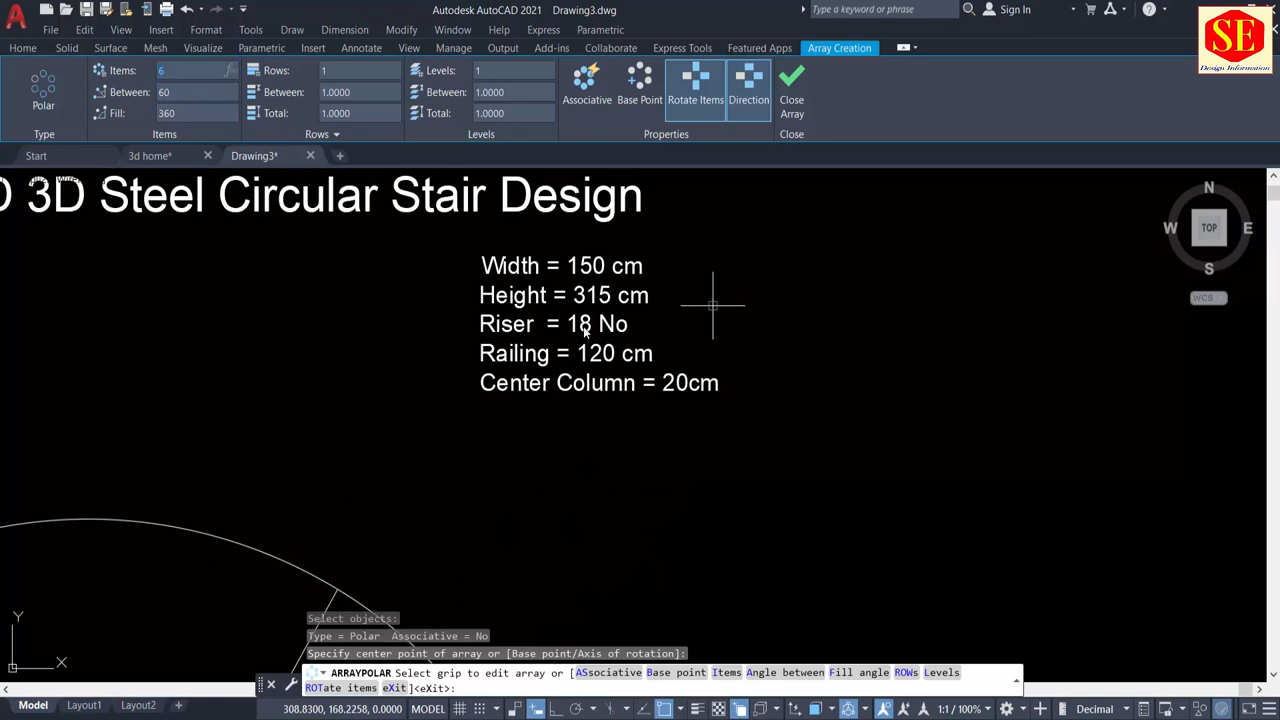 Autodesk AutoCAD 2021 Drawing3.dwg
Type a keyword or phrase
Sign In
SE
Design Information
File Edit View Insert Format Tools Draw Dimension Modify Window Help Express Parametric
Home Solid Surface Mesh Visualize Parametric Insert Annotate View Manage Output Add-ins Collaborate Express Tools Featured Apps Array Creation
Items: 6 Rows: 1 Levels: 1
Between: 60 Between: 1.0000 Between: 1.0000
Fill: 360 Total: 1.0000 Total: 1.0000
Polar
Associative Base Point Rotate Items Direction Close Array
Type Items Rows Levels Properties Close
Start 3d home* Drawing3*
D 3D Steel Circular Stair Design
Width = 150 cm
Height = 315 cm
Riser = 18 No
Railing = 120 cm
Center Column = 20cm
N
W TOP E
S
WCS
Y
X
Select objects:
Type = Polar Associative = No
Specify center point of array or [Base point/Axis of rotation]:
ARRAYPOLAR Select grip to edit array or [ASsociative Base point Items Angle between Fill angle ROWs Levels
ROTate items eXit]<eXit>:
Model Layout1 Layout2
308.8300, 168.2258, 0.0000 MODEL 1:1 / 100% Decimal